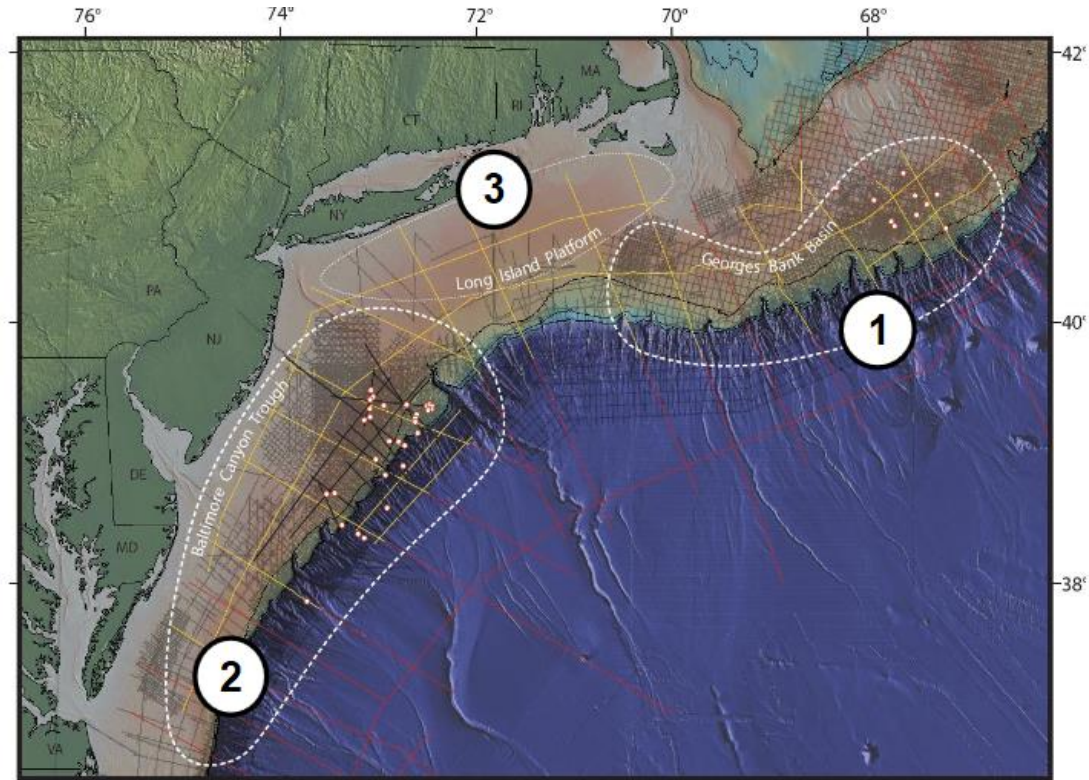 76°
74°
72°
70°
68°
42°
MA
RI
CT
3
NY
Long Island Platform
Georges Bank Basin
PA
1
40°
NJ
Baltimore Canyon Trough
DE
MD
38°
2
VA